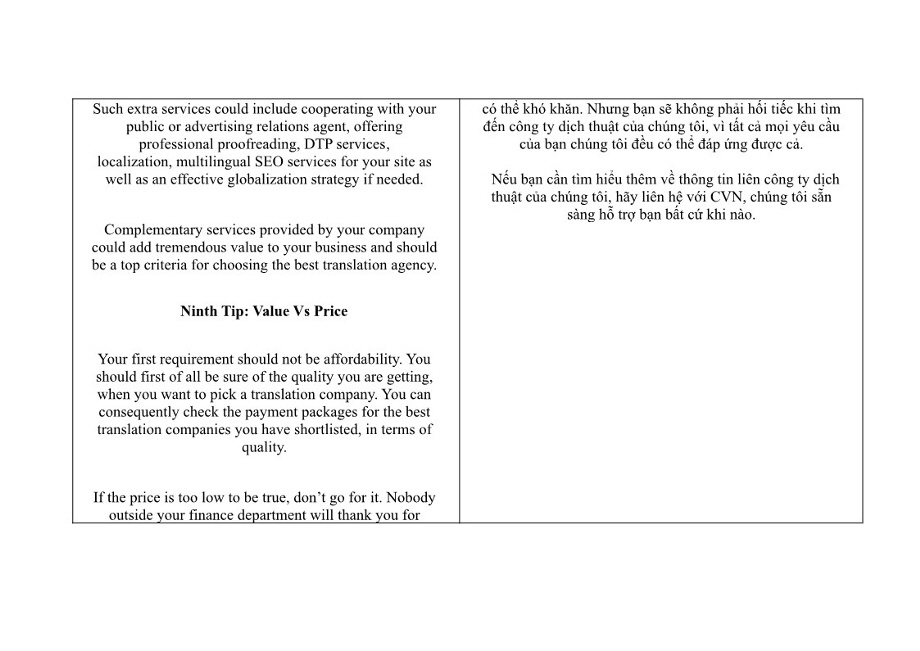 Such extra services could include cooperating with your
public or advertising relations agent, offering
professional proofreading, DTP services,
localization, multilingual SEO services for your site as
well as an effective globalization strategy if needed.
Complementary services provided by your company
could add tremendous value to your business and should
be a top criteria for choosing the best translation agency.
Ninth Tip: Value Vs Price
Your first requirement should not be affordability. You
should first of all be sure of the quality you are getting,
when you want to pick a translation company. You can
consequently check the payment packages for the best
translation companies you have shortlisted, in terms of
quality.
If the price is too low to be true, don’t go for it. Nobody
outside your finance department will thank you for
có thể khó khăn. Nhưng bạn sẽ không phải hối tiếc khi tìm
đến công ty dịch thuật của chúng tôi, vì tất cả mọi yêu cầu
của bạn chúng tôi đều có thể đáp ứng được cả.
Nếu bạn cần tìm hiểu thêm về thông tin liên công ty dịch
thuật của chúng tôi, hãy liên hệ với CVN, chúng tôi sẵn
sàng hỗ trợ bạn bất cứ khi nào.